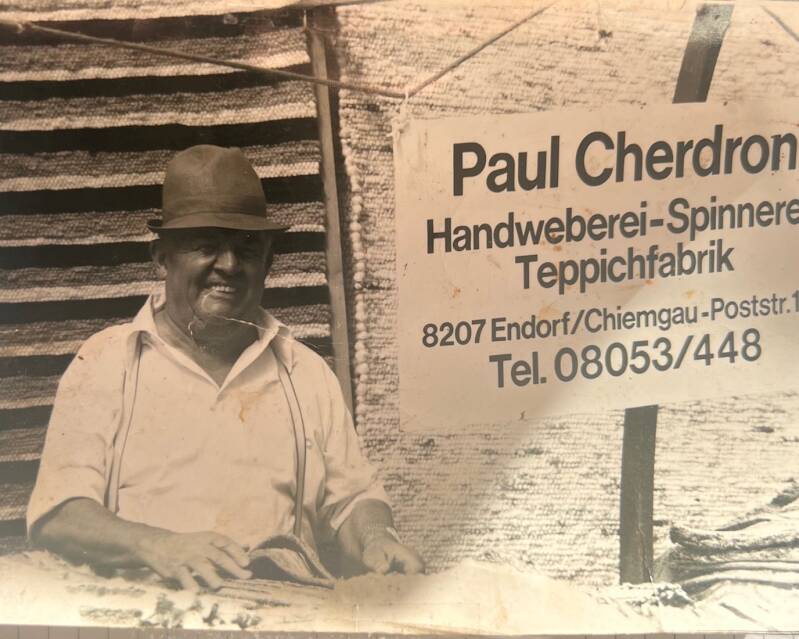 Paul Cherdron
Handweberei-Spinnere
Teppichfabrik
8207 Endorf/Chiemgau-Poststr.1
Tel. 08053/448